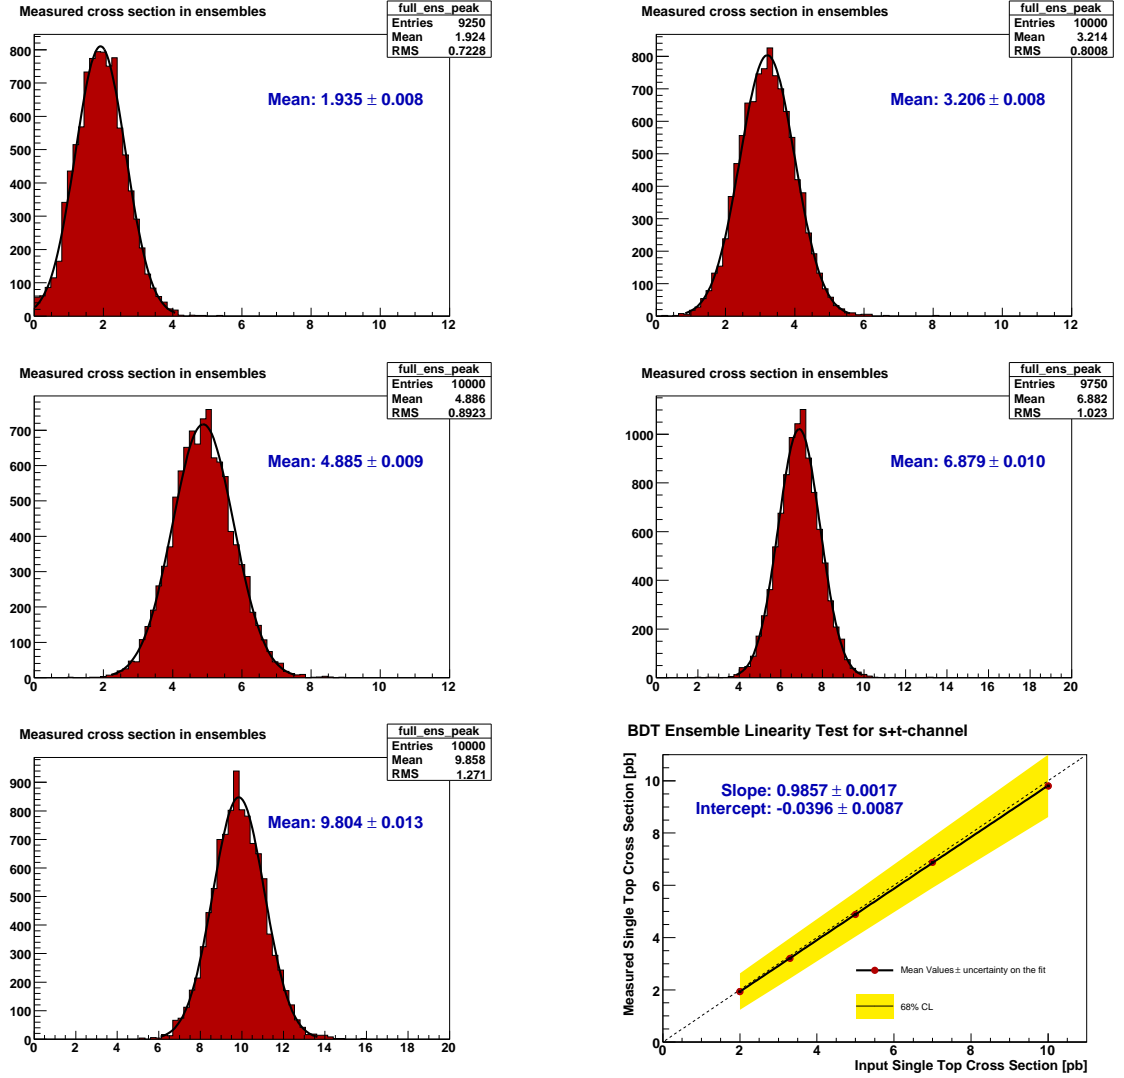 Measured cross section in ensembles
full_ens_peak
Entries 9250
Mean 1.924
RMS 0.7228
Mean: 1.935 ± 0.008
800
700
600
500
400
300
200
100
0
0 2 4 6 8 10 12
Measured cross section in ensembles
full_ens_peak
Entries 10000
Mean 3.214
RMS 0.8008
Mean: 3.206 ± 0.008
800
700
600
500
400
300
200
100
0
0 2 4 6 8 10 12
Measured cross section in ensembles
full_ens_peak
Entries 10000
Mean 4.886
RMS 0.8923
Mean: 4.885 ± 0.009
700
600
500
400
300
200
100
0
0 2 4 6 8 10 12
Measured cross section in ensembles
full_ens_peak
Entries 9750
Mean 6.882
RMS 1.023
Mean: 6.879 ± 0.010
1000
800
600
400
200
0
0 2 4 6 8 10 12 14 16 18 20
Measured cross section in ensembles
full_ens_peak
Entries 10000
Mean 9.858
RMS 1.271
Mean: 9.804 ± 0.013
900
800
700
600
500
400
300
200
100
0
0 2 4 6 8 10 12 14 16 18 20
BDT Ensemble Linearity Test for s+t-channel
Measured Single Top Cross Section [pb]
Slope: 0.9857 ± 0.0017
Intercept: -0.0396 ± 0.0087
10
8
6
4
2
0
Mean Values ± uncertainty on the fit
68% CL
0 2 4 6 8 10
Input Single Top Cross Section [pb]